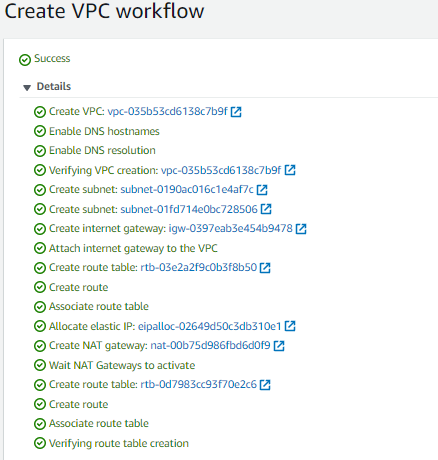 Create VPC workflow
Success
Details
Create VPC: vpc-035b53cd6138c7b9f
Enable DNS hostnames
Enable DNS resolution
Verifying VPC creation: vpc-035b53cd6138c7b9f
Create subnet: subnet-0190ac016c1e4af7c
Create subnet: subnet-01fd714e0bc728506
Create internet gateway: igw-0397eab3e454b9478
Attach internet gateway to the VPC
Create route table: rtb-03e2a2f9c0b3f8b50
Create route
Associate route table
Allocate elastic IP: eipalloc-02649d50c3db310e1
Create NAT gateway: nat-00b75d986fbd6d0f9
Wait NAT Gateways to activate
Create route table: rtb-0d7983cc93f70e2c6
Create route
Associate route table
Verifying route table creation